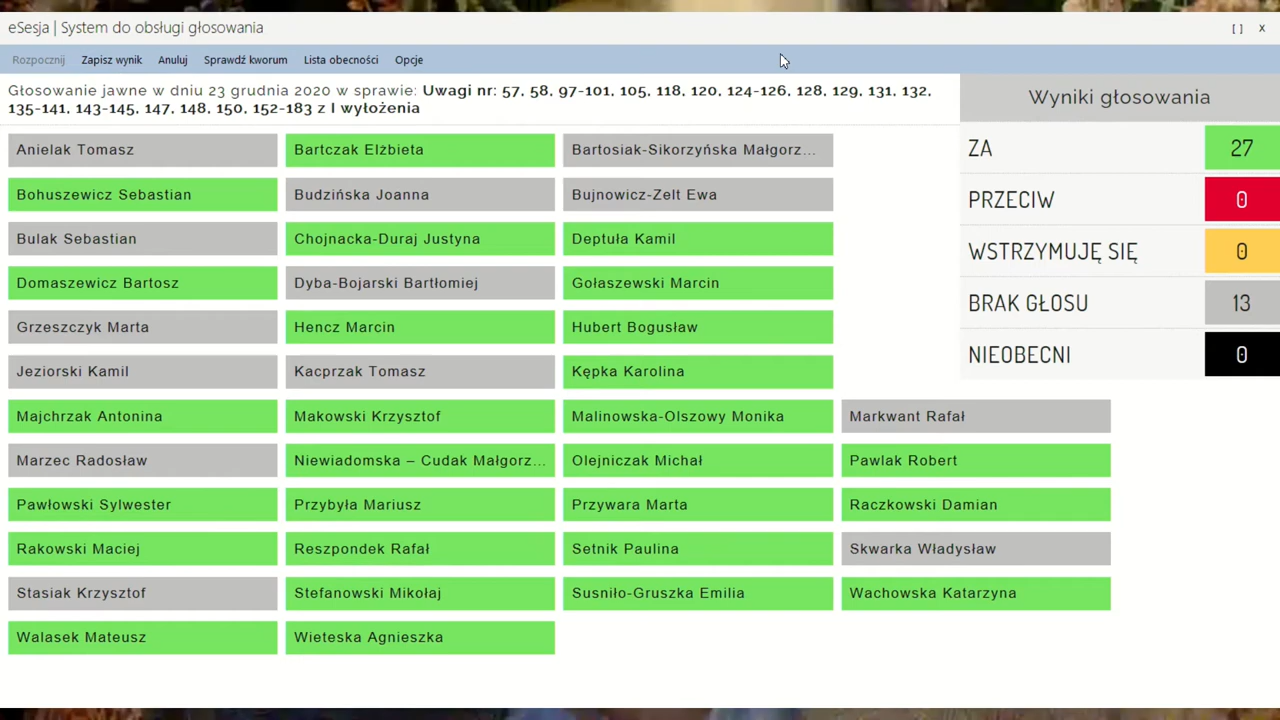 eSesja | System do obsługi głosowania
[ ] X
Rozpocznij Zapisz wynik Anuluj Sprawdź kworum Lista obecności Opcje
Głosowanie jawne w dniu 23 grudnia 2020 w sprawie: Uwagi nr: 57, 58, 97-101, 105, 118, 120, 124-126, 128, 129, 131, 132,
135-141, 143-145, 147, 148, 150, 152-183 z I wyłożenia
Wyniki głosowania
ZA 27
PRZECIW 0
WSTRZYMUJĘ SIĘ 0
BRAK GŁOSU 13
NIEOBECNI 0
Anielak Tomasz Bartczak Elżbieta Bartosiak-Sikorzyńska Małgorz...
Bohuszewicz Sebastian Budzińska Joanna Bujnowicz-Zelt Ewa
Bulak Sebastian Chojnacka-Duraj Justyna Deptuła Kamil
Domaszewicz Bartosz Dyba-Bojarski Bartłomiej Gołaszewski Marcin
Grzeszczyk Marta Hencz Marcin Hubert Bogusław
Jeziorski Kamil Kacprzak Tomasz Kępka Karolina
Majchrzak Antonina Makowski Krzysztof Malinowska-Olszowy Monika Markwant Rafał
Marzec Radosław Niewiadomska – Cudak Małgorz... Olejniczak Michał Pawlak Robert
Pawłowski Sylwester Przybyła Mariusz Przywara Marta Raczkowski Damian
Rakowski Maciej Reszpondek Rafał Setnik Paulina Skwarka Władysław
Stasiak Krzysztof Stefanowski Mikołaj Susniło-Gruszka Emilia Wachowska Katarzyna
Walasek Mateusz Wieteska Agnieszka